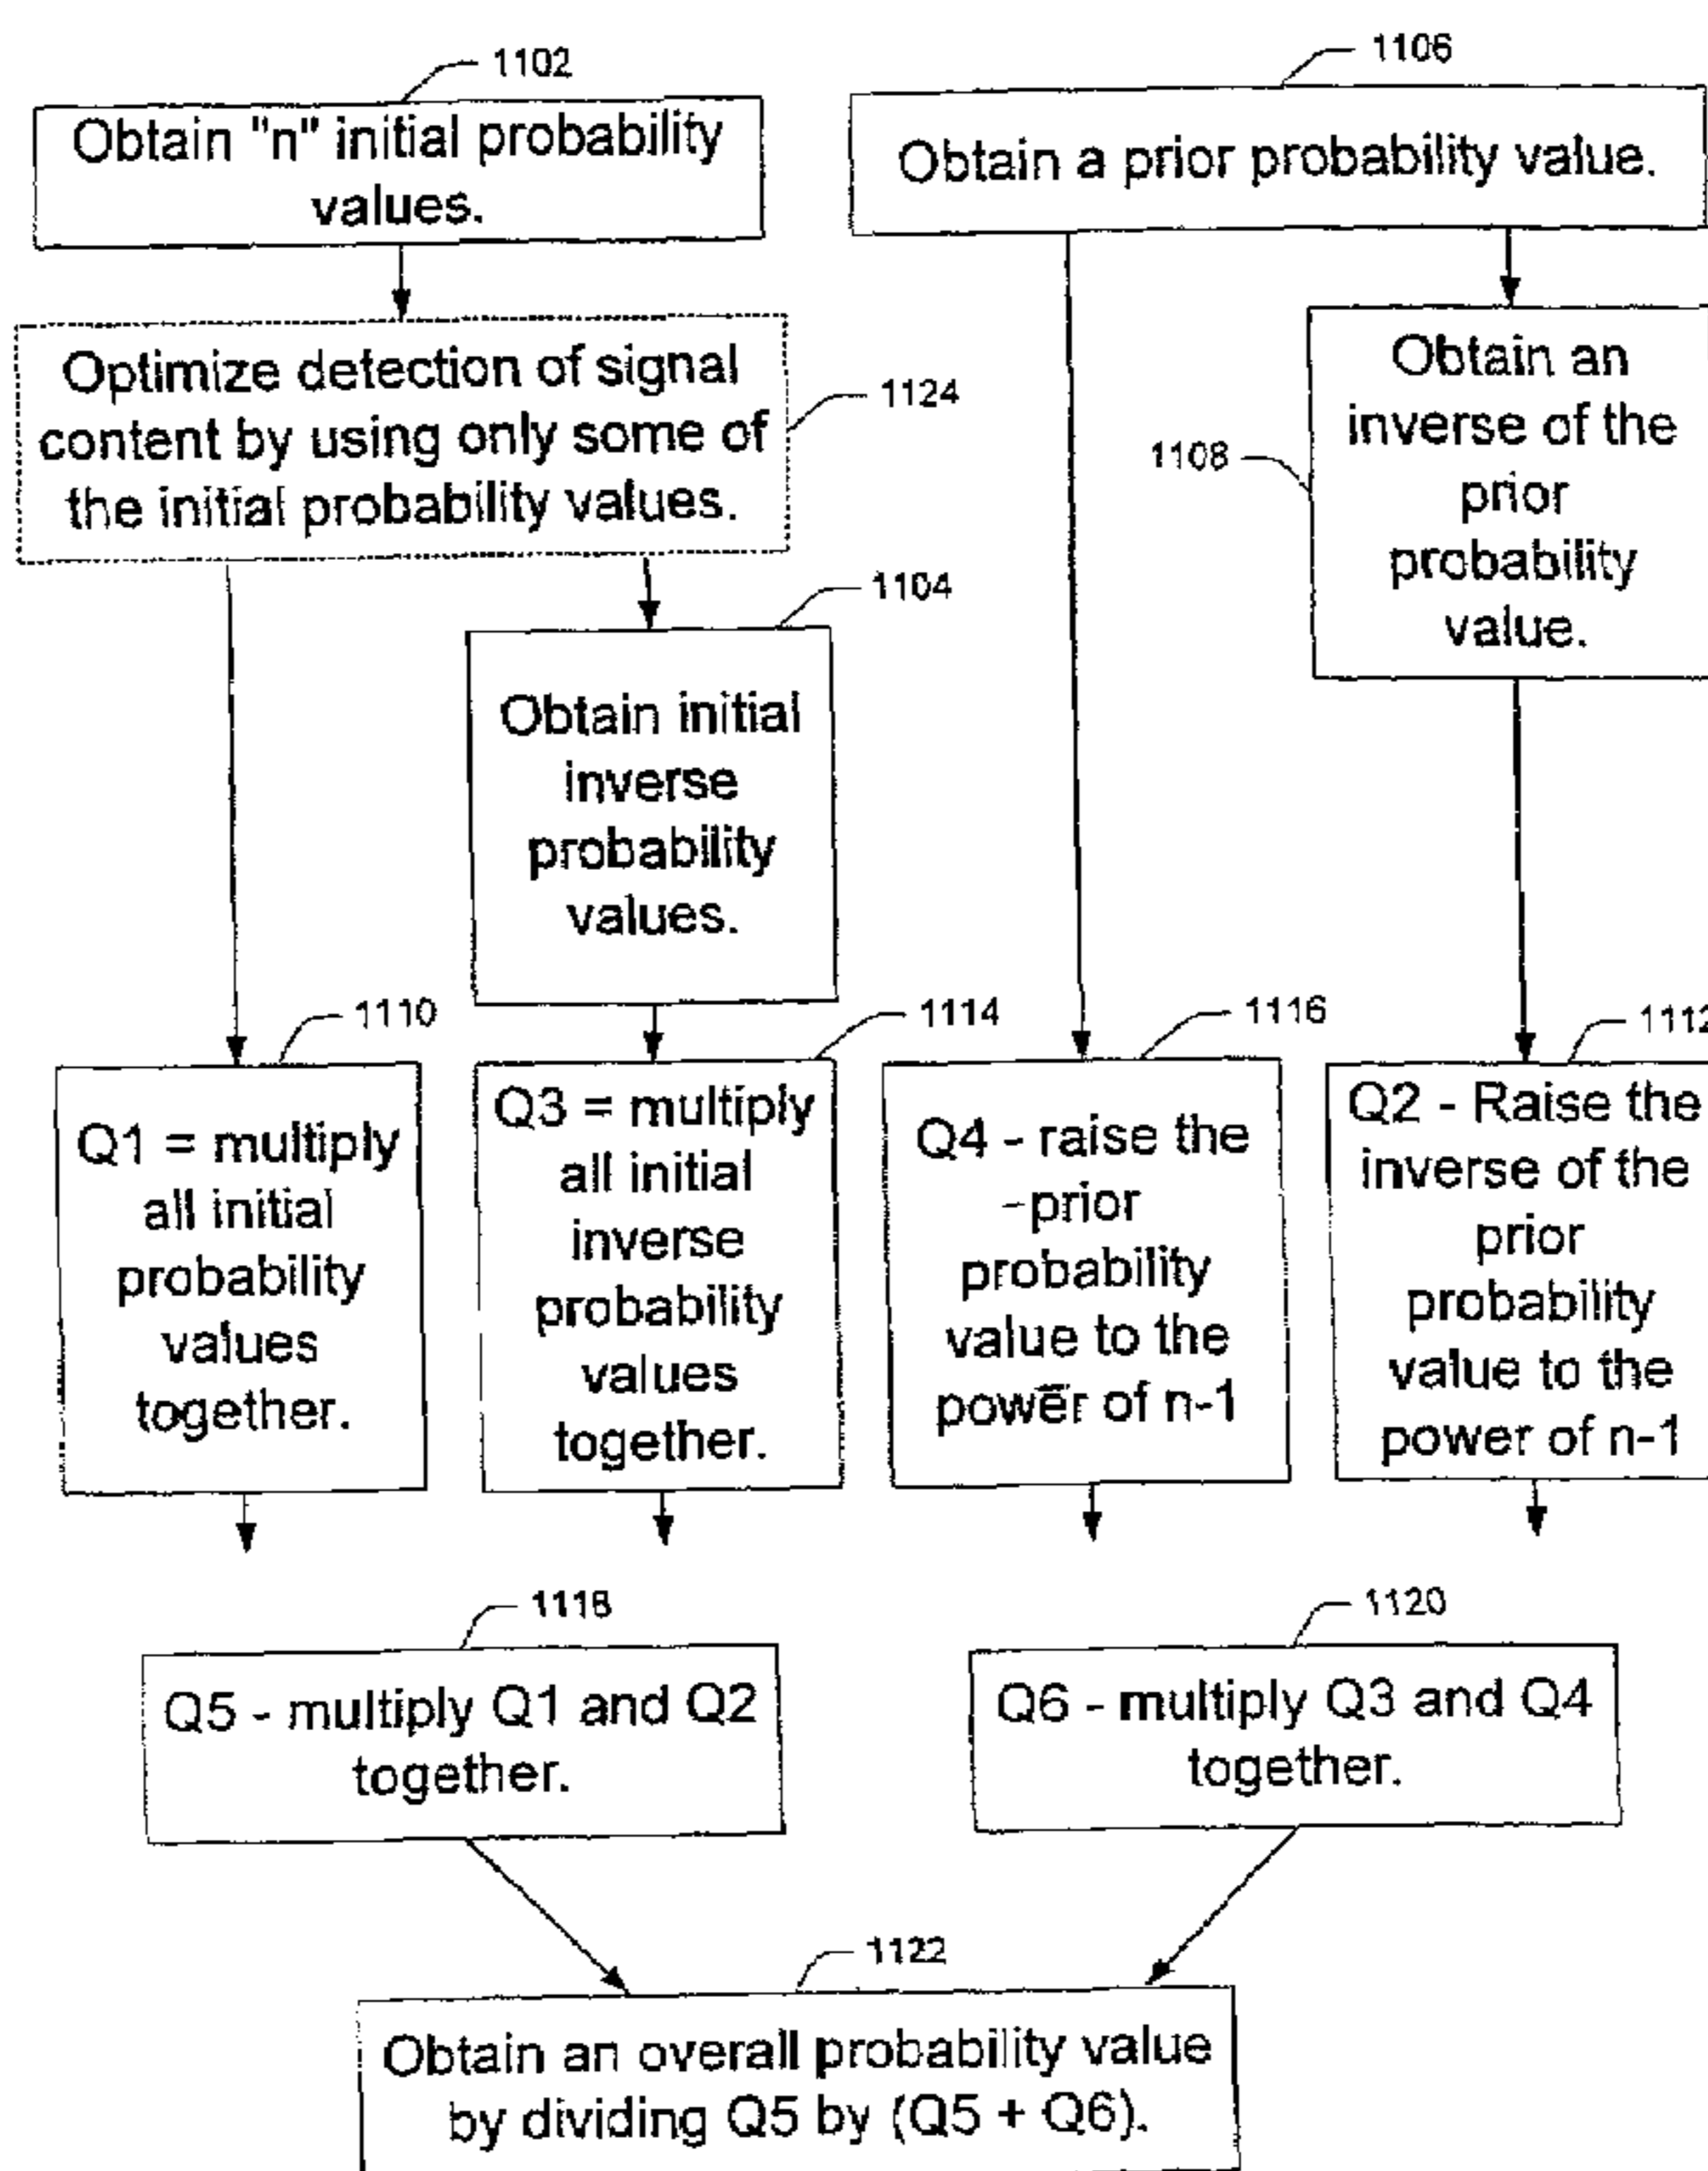 1102
Obtain "n" initial probability
values.
1106
Obtain a prior probability value.
Optimize detection of signal
content by using only some of
the initial probability values.
1124
1108
Obtain an
inverse of the
prior
probability
value.
1104
Obtain initial
inverse
probability
values.
1110
Q1 = multiply
all initial
probability
values
together.
1114
Q3 = multiply
all initial
inverse
probability
values
together.
1116
Q4 - raise the
-prior
probability
value to the
power of n-1
1112
Q2 - Raise the
inverse of the
prior
probability
value to the
power of n-1
1118
Q5 - multiply Q1 and Q2
together.
1120
Q6 - multiply Q3 and Q4
together.
1122
Obtain an overall probability value
by dividing Q5 by (Q5 + Q6).